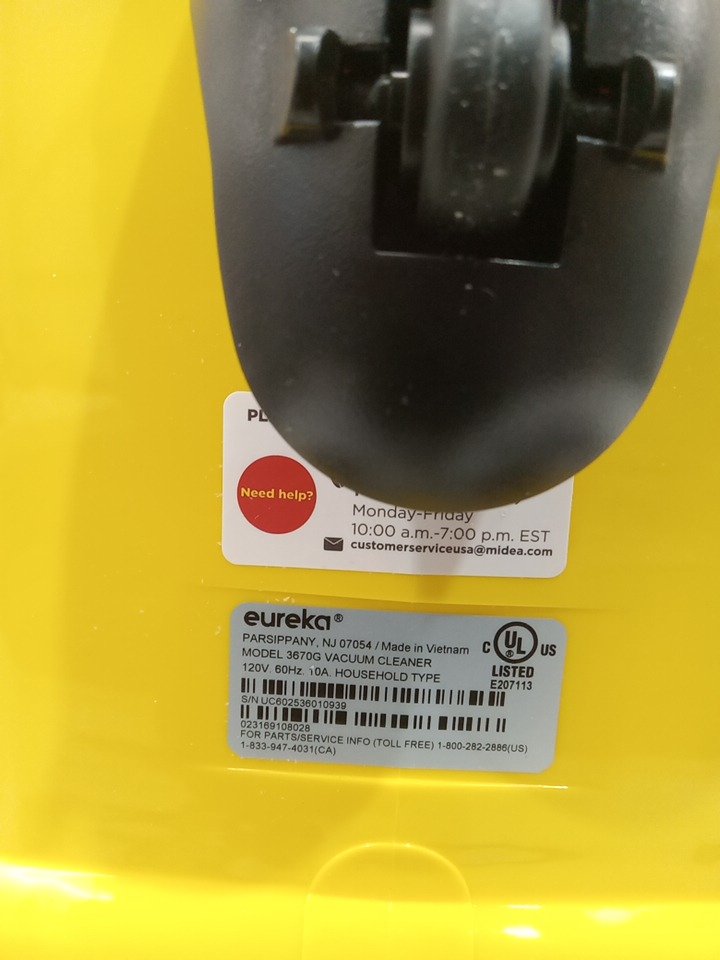 PL
Need help?
Monday-Friday
10:00 a.m.-7:00 p.m. EST
customerserviceusa@midea.com
eureka®
PARSIPPANY, NJ 07054 / Made in Vietnam
MODEL 3670G VACUUM CLEANER
120V. 60Hz. 10A. HOUSEHOLD TYPE
C UL® US
LISTED
E207113
S/N UC602536010939
023169108028
FOR PARTS/SERVICE INFO (TOLL FREE) 1-800-282-2886(US)
1-833-947-4031(CA)